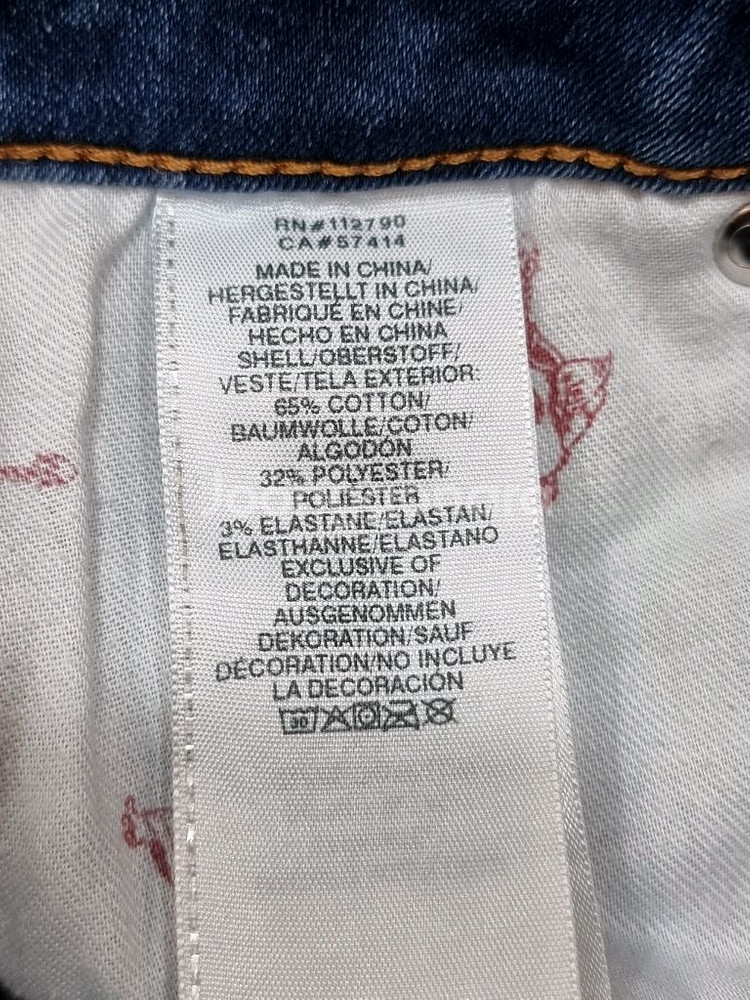 RN#112790
CA#57414
MADE IN CHINA/
HERGESTELLT IN CHINA/
FABRIQUÉ EN CHINE/
HECHO EN CHINA
SHELL/OBERSTOFF/
VESTE/TELA EXTERIOR:
65% COTTON/
BAUMWOLLE/COTON/
ALGODÓN
32% POLYESTER/
POLIÉSTER
3% ELASTANE/ELASTAN/
ELASTHANNE/ELASTANO
EXCLUSIVE OF
DECORATION/
AUSGENOMMEN
DEKORATION/SAUF
DÉCORATION/NO INCLUYE
LA DECORACIÓN
30